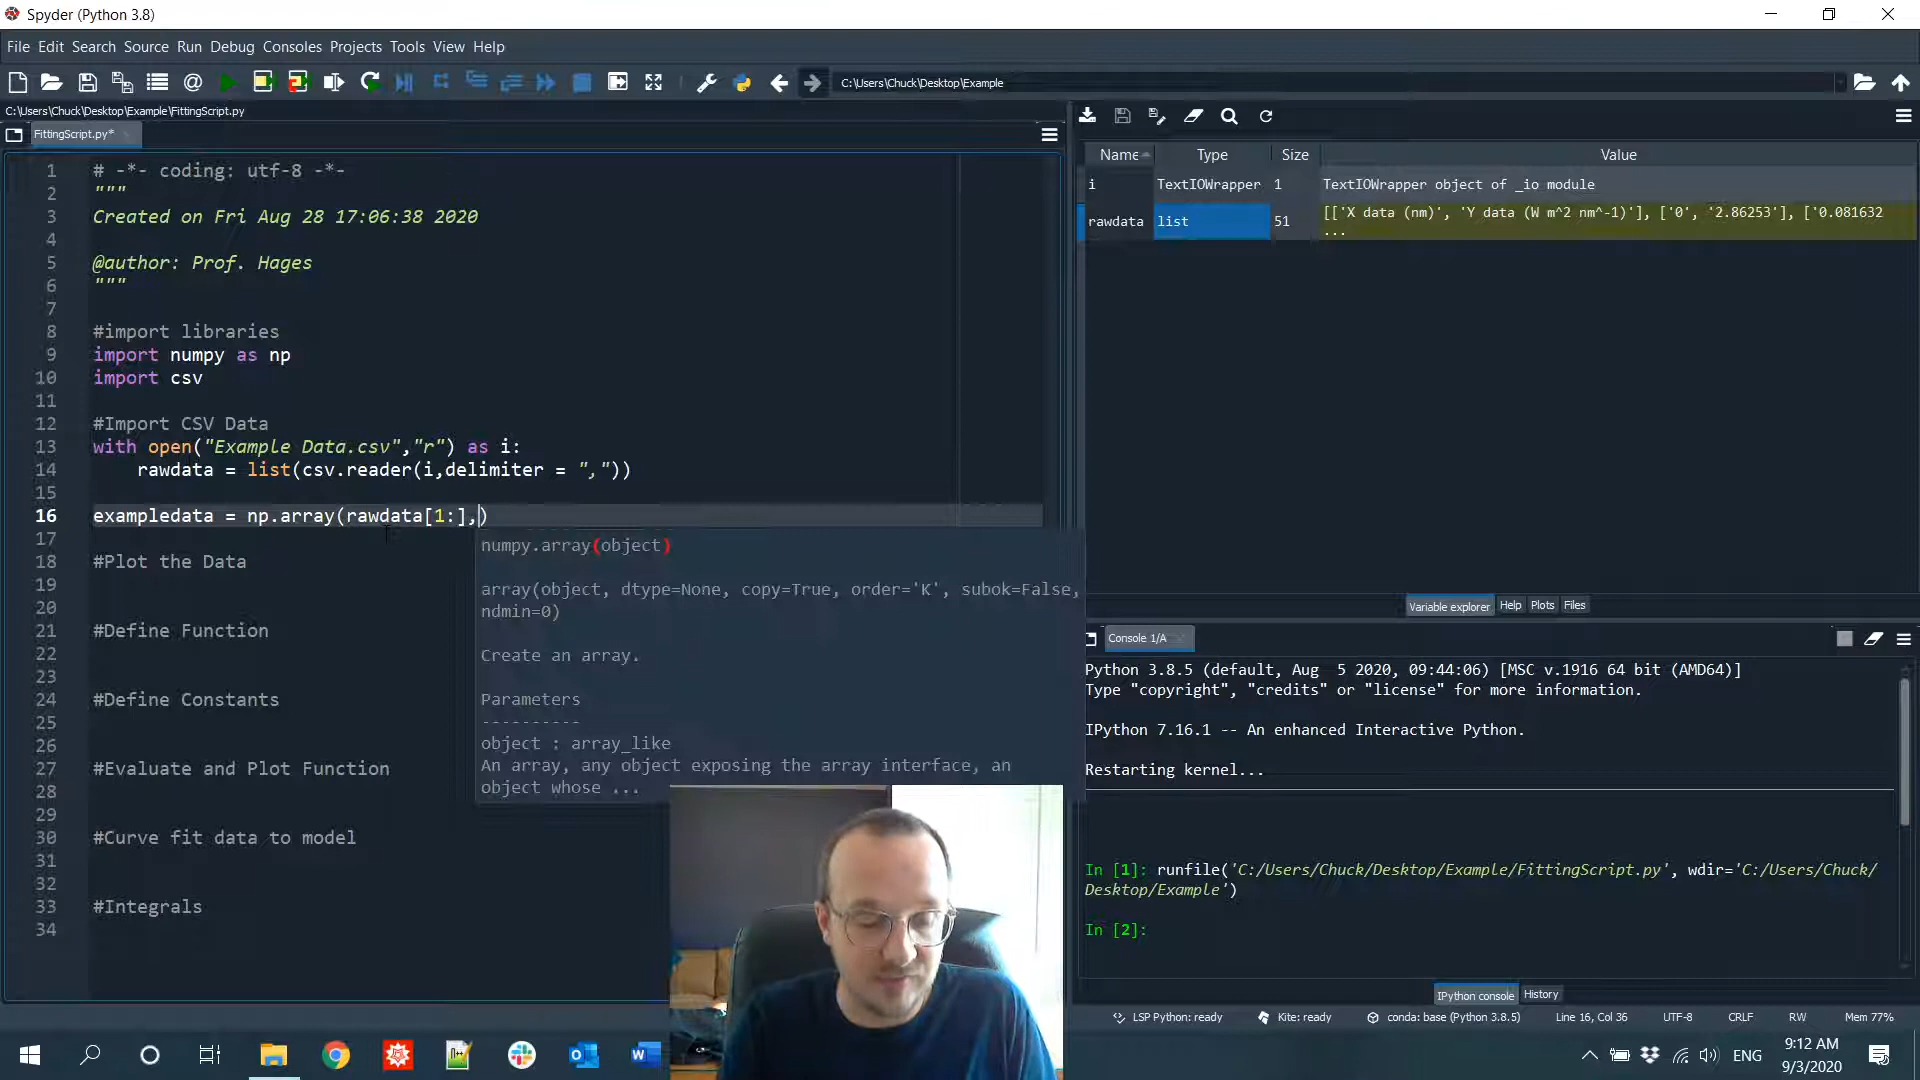 Spyder (Python 3.8)
File Edit Search Source Run Debug Consoles Projects Tools View Help
C:\Users\Chuck\Desktop\Example
C:\Users\Chuck\Desktop\Example\FittingScript.py
FittingScript.py*
1 # -*- coding: utf-8 -*-
2 """
3 Created on Fri Aug 28 17:06:38 2020
4
5 @author: Prof. Hages
6 """
7
8 #import libraries
9 import numpy as np
10 import csv
11
12 #Import CSV Data
13 with open("Example Data.csv","r") as i:
14 rawdata = list(csv.reader(i,delimiter = ","))
15
16 exampledata = np.array(rawdata[1:],)
17
18 #Plot the Data
19
20
21 #Define Function
22
23
24 #Define Constants
25
26
27 #Evaluate and Plot Function
28
29
30 #Curve fit data to model
31
32
33 #Integrals
34
numpy.array(object)
array(object, dtype=None, copy=True, order='K', subok=False,
ndmin=0)
Create an array.
Parameters
----------
object : array_like
An array, any object exposing the array interface, an
object whose ...
Name Type Size Value
i TextIOWrapper 1 TextIOWrapper object of _io module
rawdata list 51 [['X data (nm)', 'Y data (W m^2 nm^-1)'], ['0', '2.86253'], ['0.081632
...
Variable explorer Help Plots Files
Console 1/A
Python 3.8.5 (default, Aug  5 2020, 09:44:06) [MSC v.1916 64 bit (AMD64)]
Type "copyright", "credits" or "license" for more information.
IPython 7.16.1 -- An enhanced Interactive Python.
Restarting kernel...
In [1]: runfile('C:/Users/Chuck/Desktop/Example/FittingScript.py', wdir='C:/Users/Chuck/
Desktop/Example')
In [2]:
IPython console History
LSP Python: ready Kite: ready conda: base (Python 3.8.5) Line 16, Col 36 UTF-8 CRLF RW Mem 77%
ENG
9:12 AM
9/3/2020